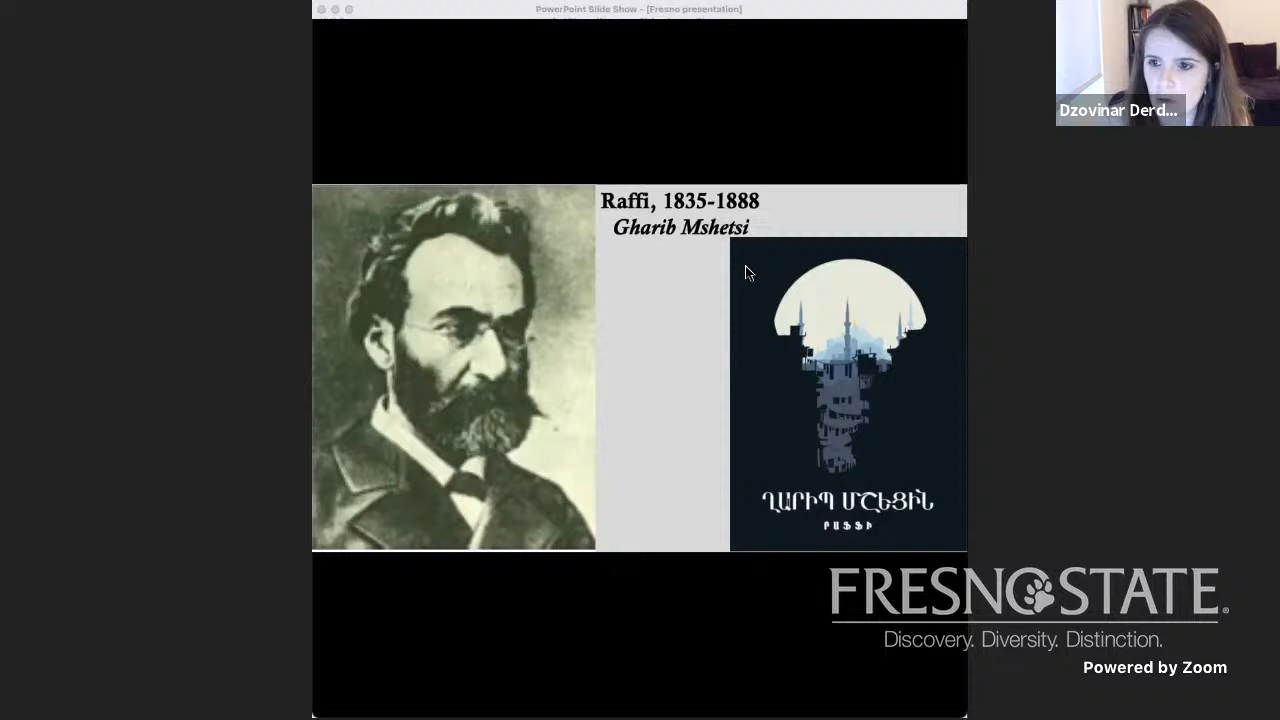 PowerPoint Slide Show - [Fresno presentation]
Dzovinar Derd...
Raffi, 1835-1888
Gharib Mshetsi
ՂԱՐԻՊ ՄՇԵՑԻՆ
ՐԱՖՖԻ
FRESNO STATE®
Discovery. Diversity. Distinction.
Powered by Zoom